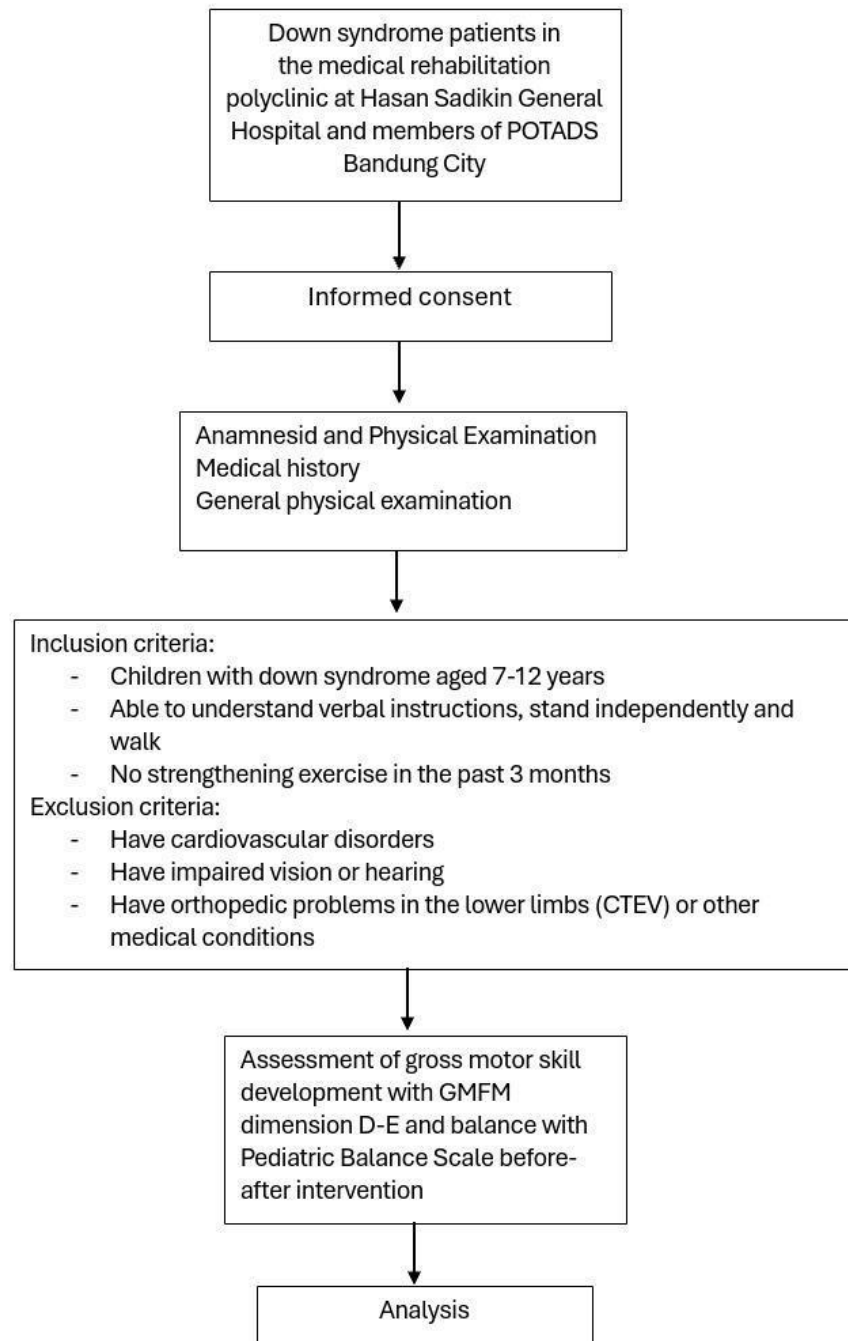 Down syndrome patients in
the medical rehabilitation
polyclinic at Hasan Sadikin General
Hospital and members of POTADS
Bandung City
Informed consent
Anamnesid and Physical Examination
Medical history
General physical examination
Inclusion criteria:
- Children with down syndrome aged 7-12 years
- Able to understand verbal instructions, stand independently and
walk
- No strengthening exercise in the past 3 months
Exclusion criteria:
- Have cardiovascular disorders
- Have impaired vision or hearing
- Have orthopedic problems in the lower limbs (CTEV) or other
medical conditions
Assessment of gross motor skill
development with GMFM
dimension D-E and balance with
Pediatric Balance Scale before-
after intervention
Analysis